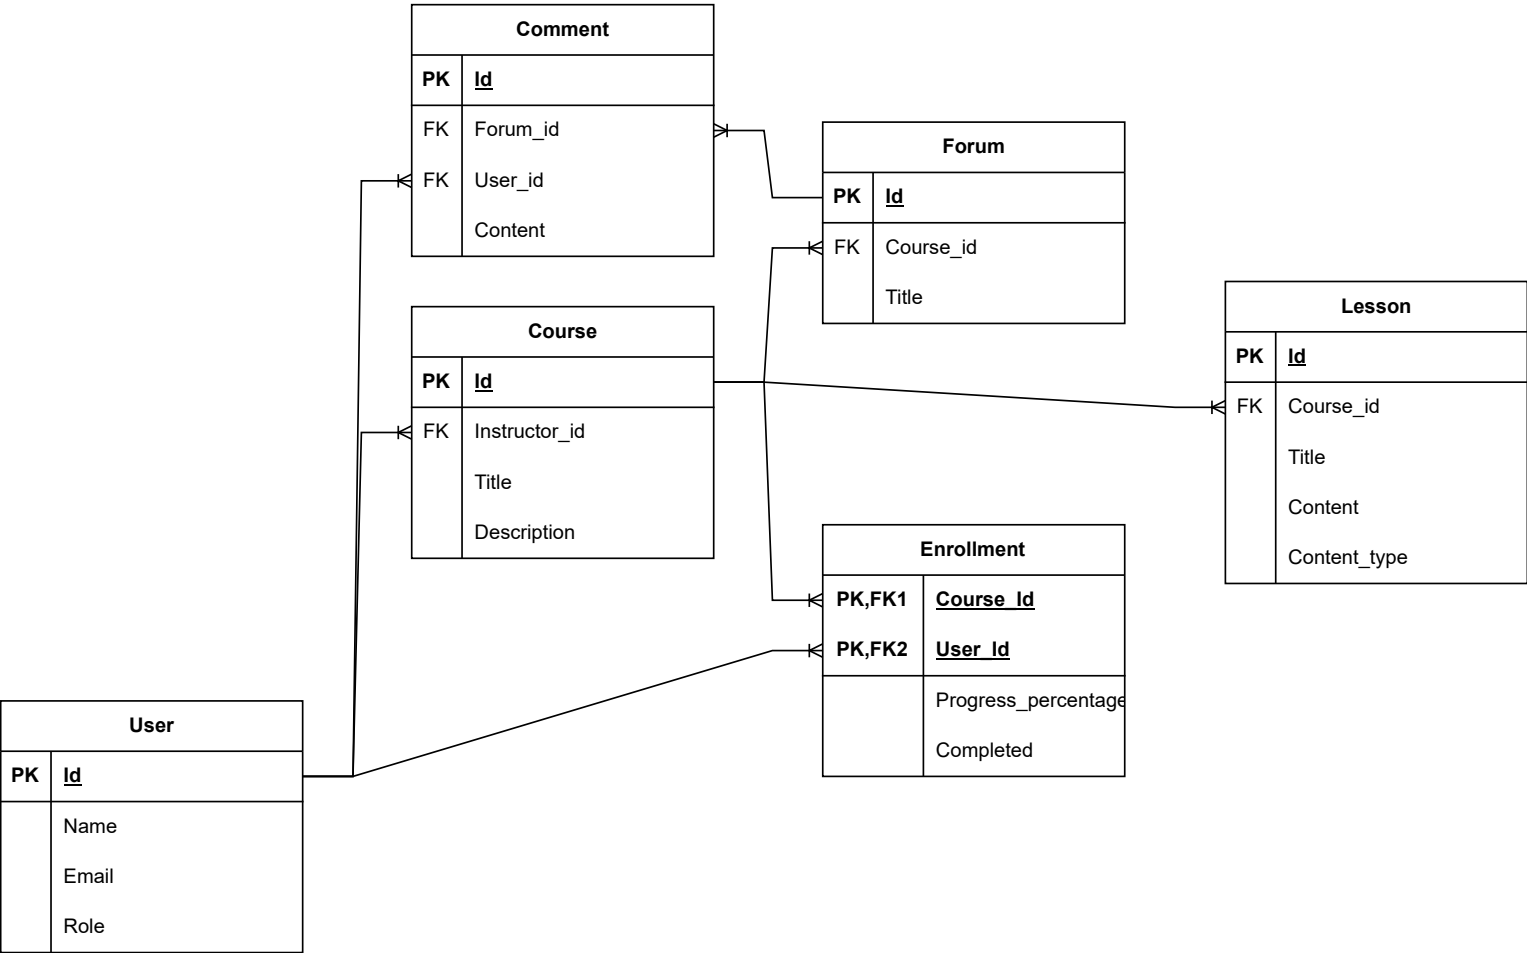 Comment
PK Id
FK Forum_id
FK User_id
Content
Forum
PK Id
FK Course_id
Title
Course
PK Id
FK Instructor_id
Title
Description
Lesson
PK Id
FK Course_id
Title
Content
Content_type
Enrollment
PK,FK1 Course_Id
PK,FK2 User_Id
Progress_percentage
Completed
User
PK Id
Name
Email
Role